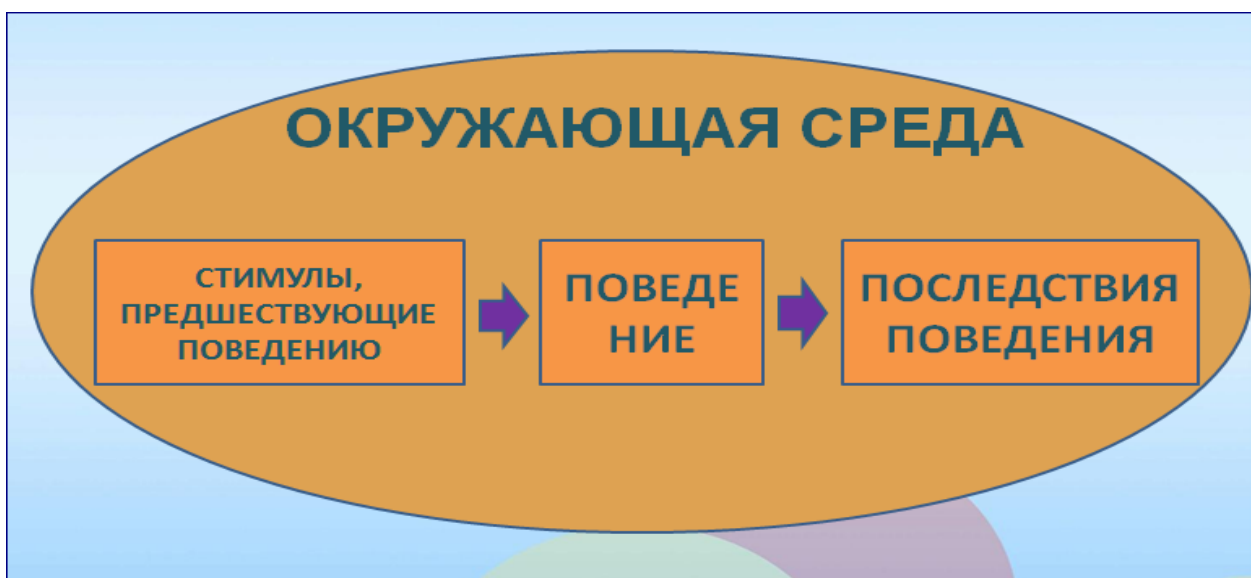 ОКРУЖАЮЩАЯ СРЕДА
СТИМУЛЫ,
ПРЕДШЕСТВУЮЩИЕ
ПОВЕДЕНИЮ
ПОВЕДЕ
НИЕ
ПОСЛЕДСТВИЯ
ПОВЕДЕНИЯ